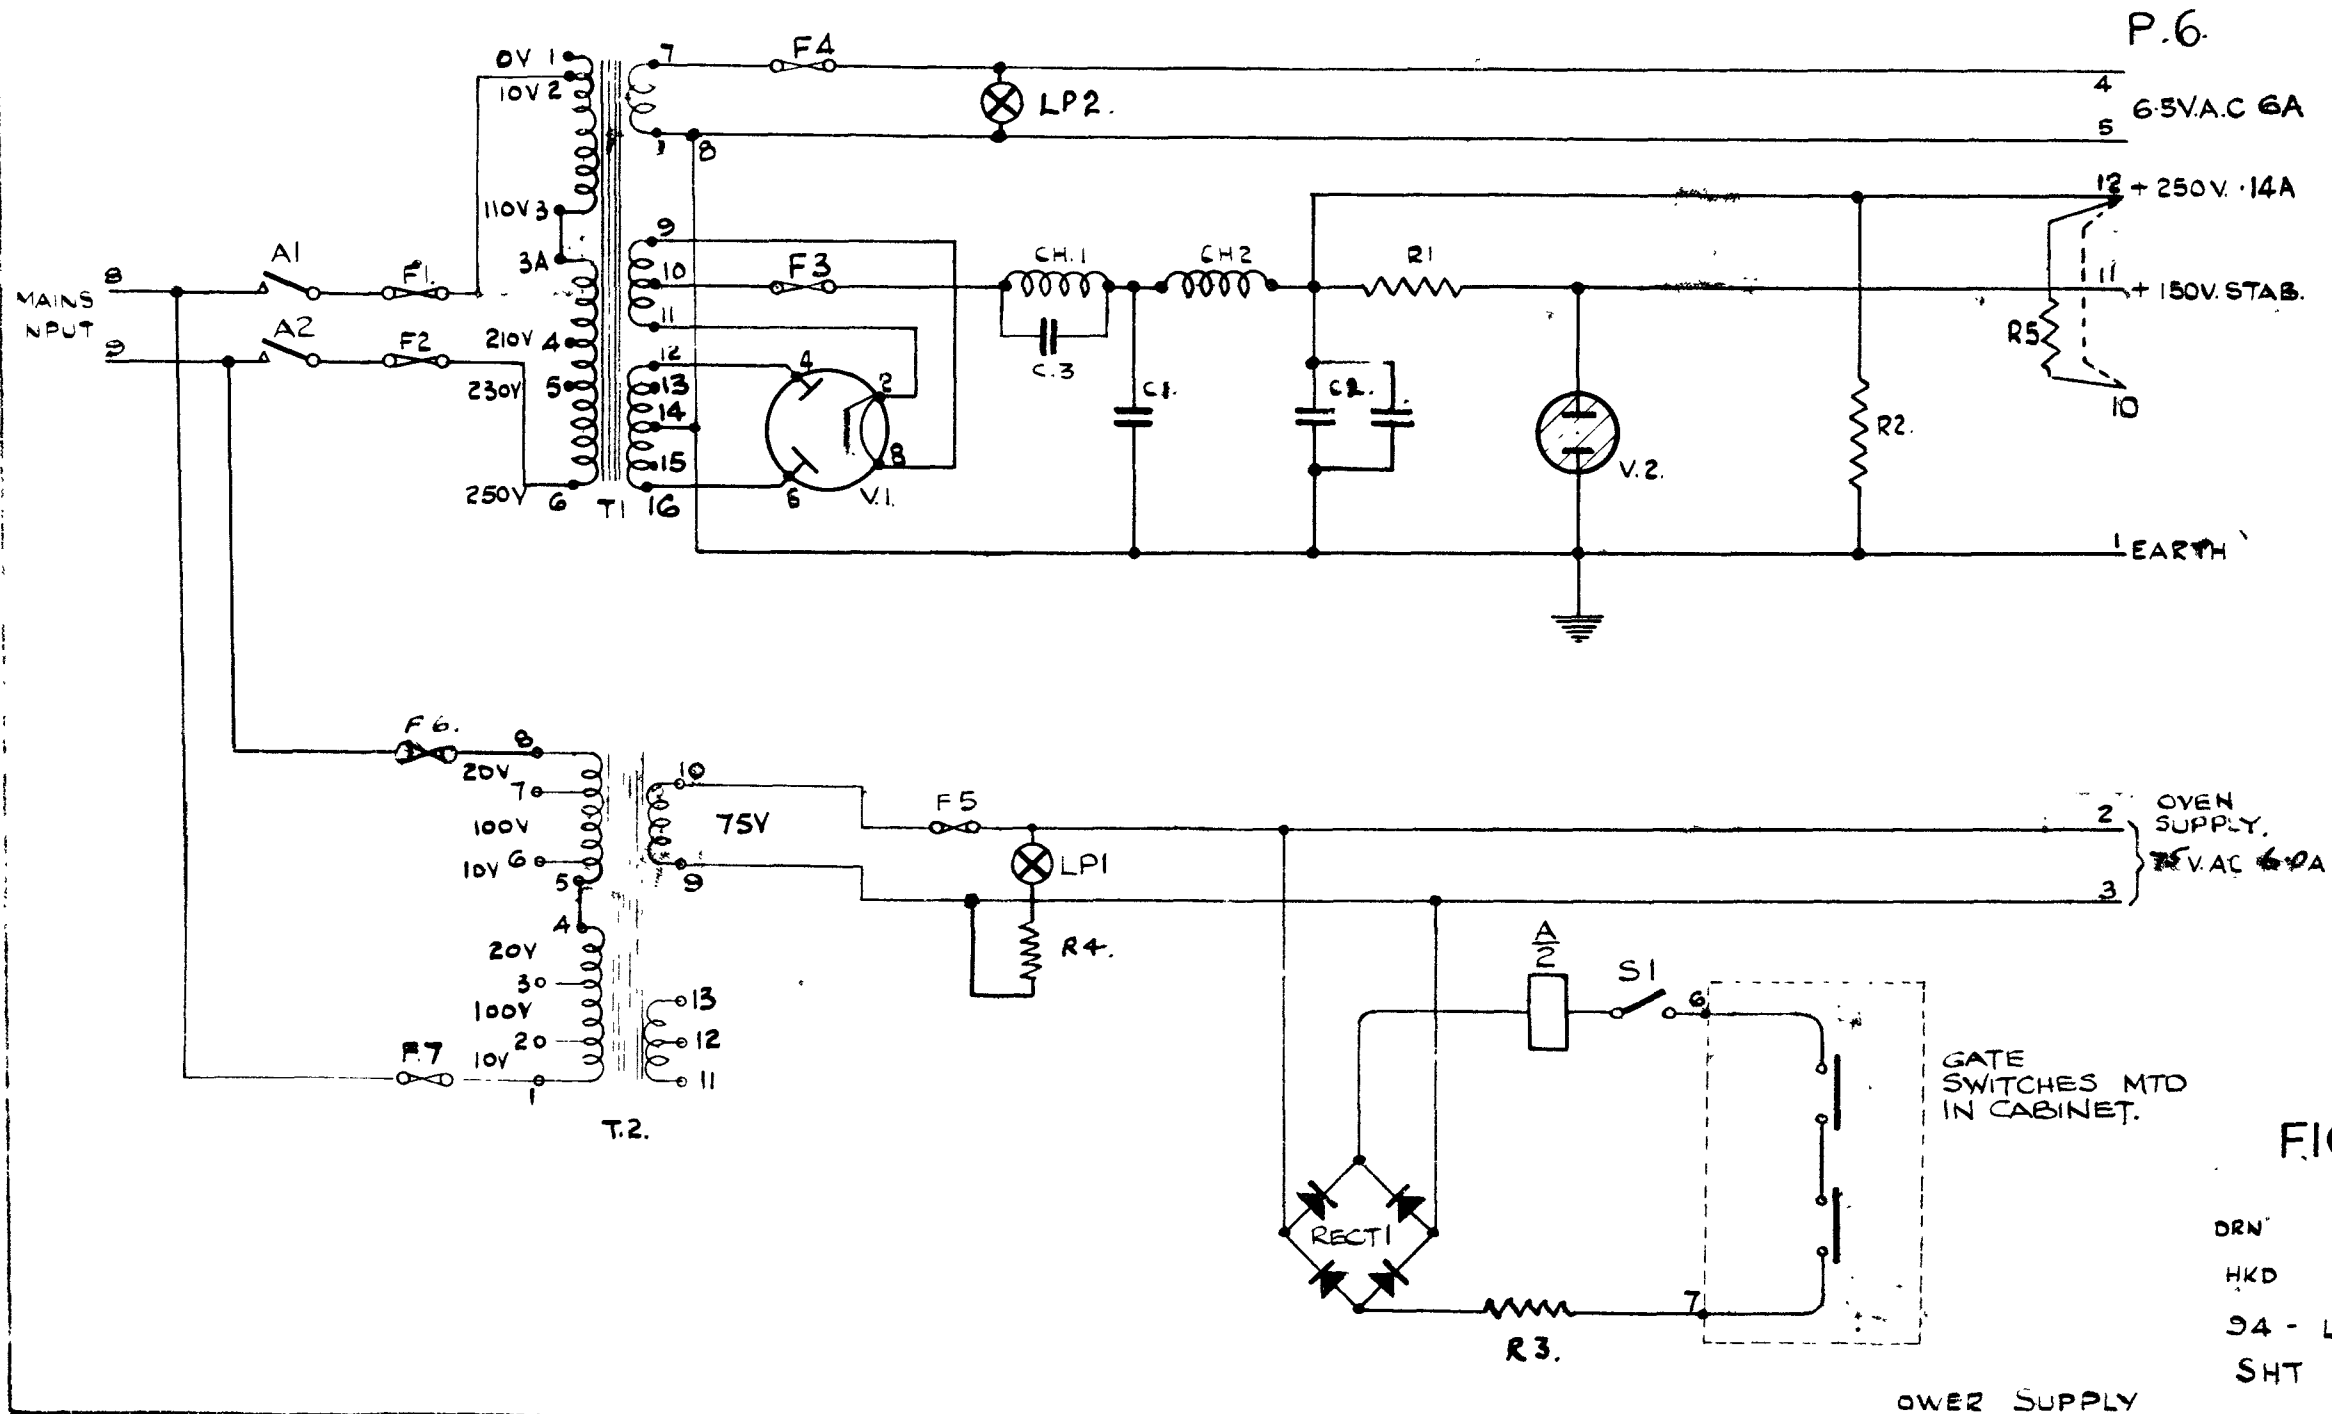 P.6.
0V 1
10V 2
110V 3
3A
210V 4
230V 5
250V 6
T1
7
8
9
10
11
12
13
14
15
16
F4
LP2.
4
6·5V.A.C 6A
5
12 + 250V. ·14A
11 + 150V. STAB.
R5
10
MAINS
NPUT
8
9
A1
A2
F1.
F2
F3
CH.1
C.3
CH2
C1.
C2.
R1
R2.
4
2
8
6
V.1.
V.2.
1 EARTH
F6.
8
20V
7
100V
10V 6
5
4
20V
3
100V
2
10V
1
F.7
T.2.
10
75V
9
13
12
11
F5
LP1
R4.
2
OVEN
SUPPLY.
75V.AC 6·0A
3
A
2
S1
6
7
RECT1
R3.
GATE
SWITCHES MTD
IN CABINET.
DRN
HKD
94 -
SHT
OWER SUPPLY